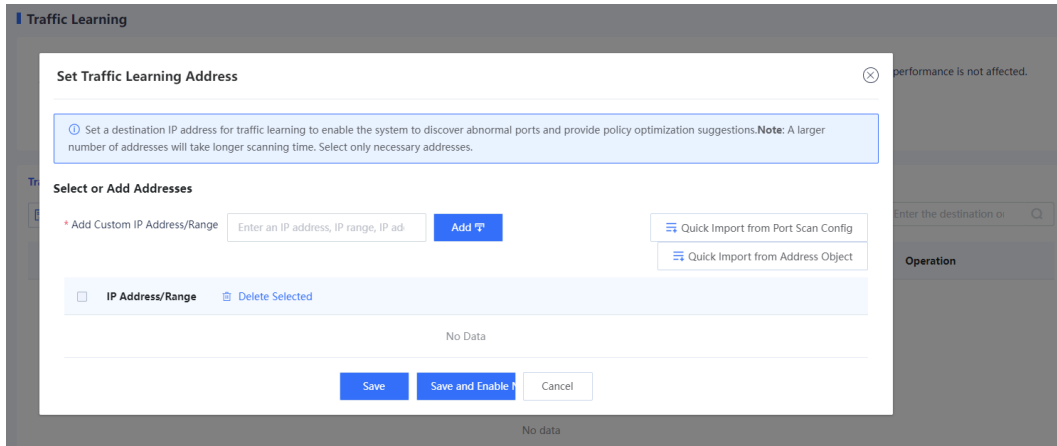 Traffic Learning
Set Traffic Learning Address
performance is not affected.
Set a destination IP address for traffic learning to enable the system to discover abnormal ports and provide policy optimization suggestions.Note: A larger
number of addresses will take longer scanning time. Select only necessary addresses.
Select or Add Addresses
* Add Custom IP Address/Range
Enter an IP address, IP range, IP ad
Add
Quick Import from Port Scan Config
Enter the destination o
Quick Import from Address Object
Operation
IP Address/Range
Delete Selected
No Data
Save
Save and Enable
Cancel
No data